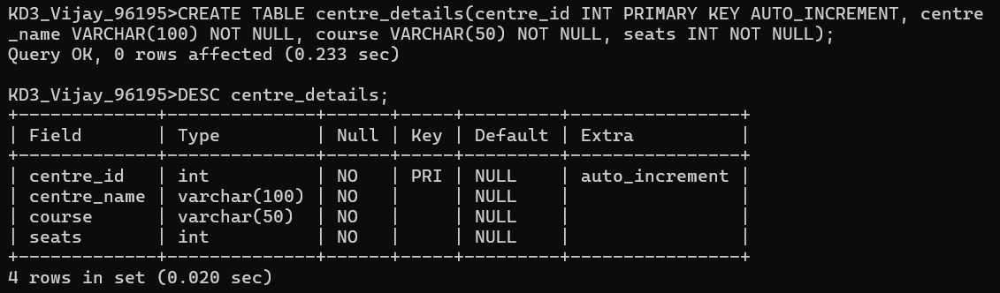 KD3_Vijay_96195>CREATE TABLE centre_details(centre_id INT PRIMARY KEY AUTO_INCREMENT, centre
_name VARCHAR(100) NOT NULL, course VARCHAR(50) NOT NULL, seats INT NOT NULL);
Query OK, 0 rows affected (0.233 sec)

KD3_Vijay_96195>DESC centre_details;
+-------------+--------------+------+-----+---------+----------------+
| Field       | Type         | Null | Key | Default | Extra          |
+-------------+--------------+------+-----+---------+----------------+
| centre_id   | int          | NO   | PRI | NULL    | auto_increment |
| centre_name | varchar(100) | NO   |     | NULL    |                |
| course      | varchar(50)  | NO   |     | NULL    |                |
| seats       | int          | NO   |     | NULL    |                |
+-------------+--------------+------+-----+---------+----------------+
4 rows in set (0.020 sec)